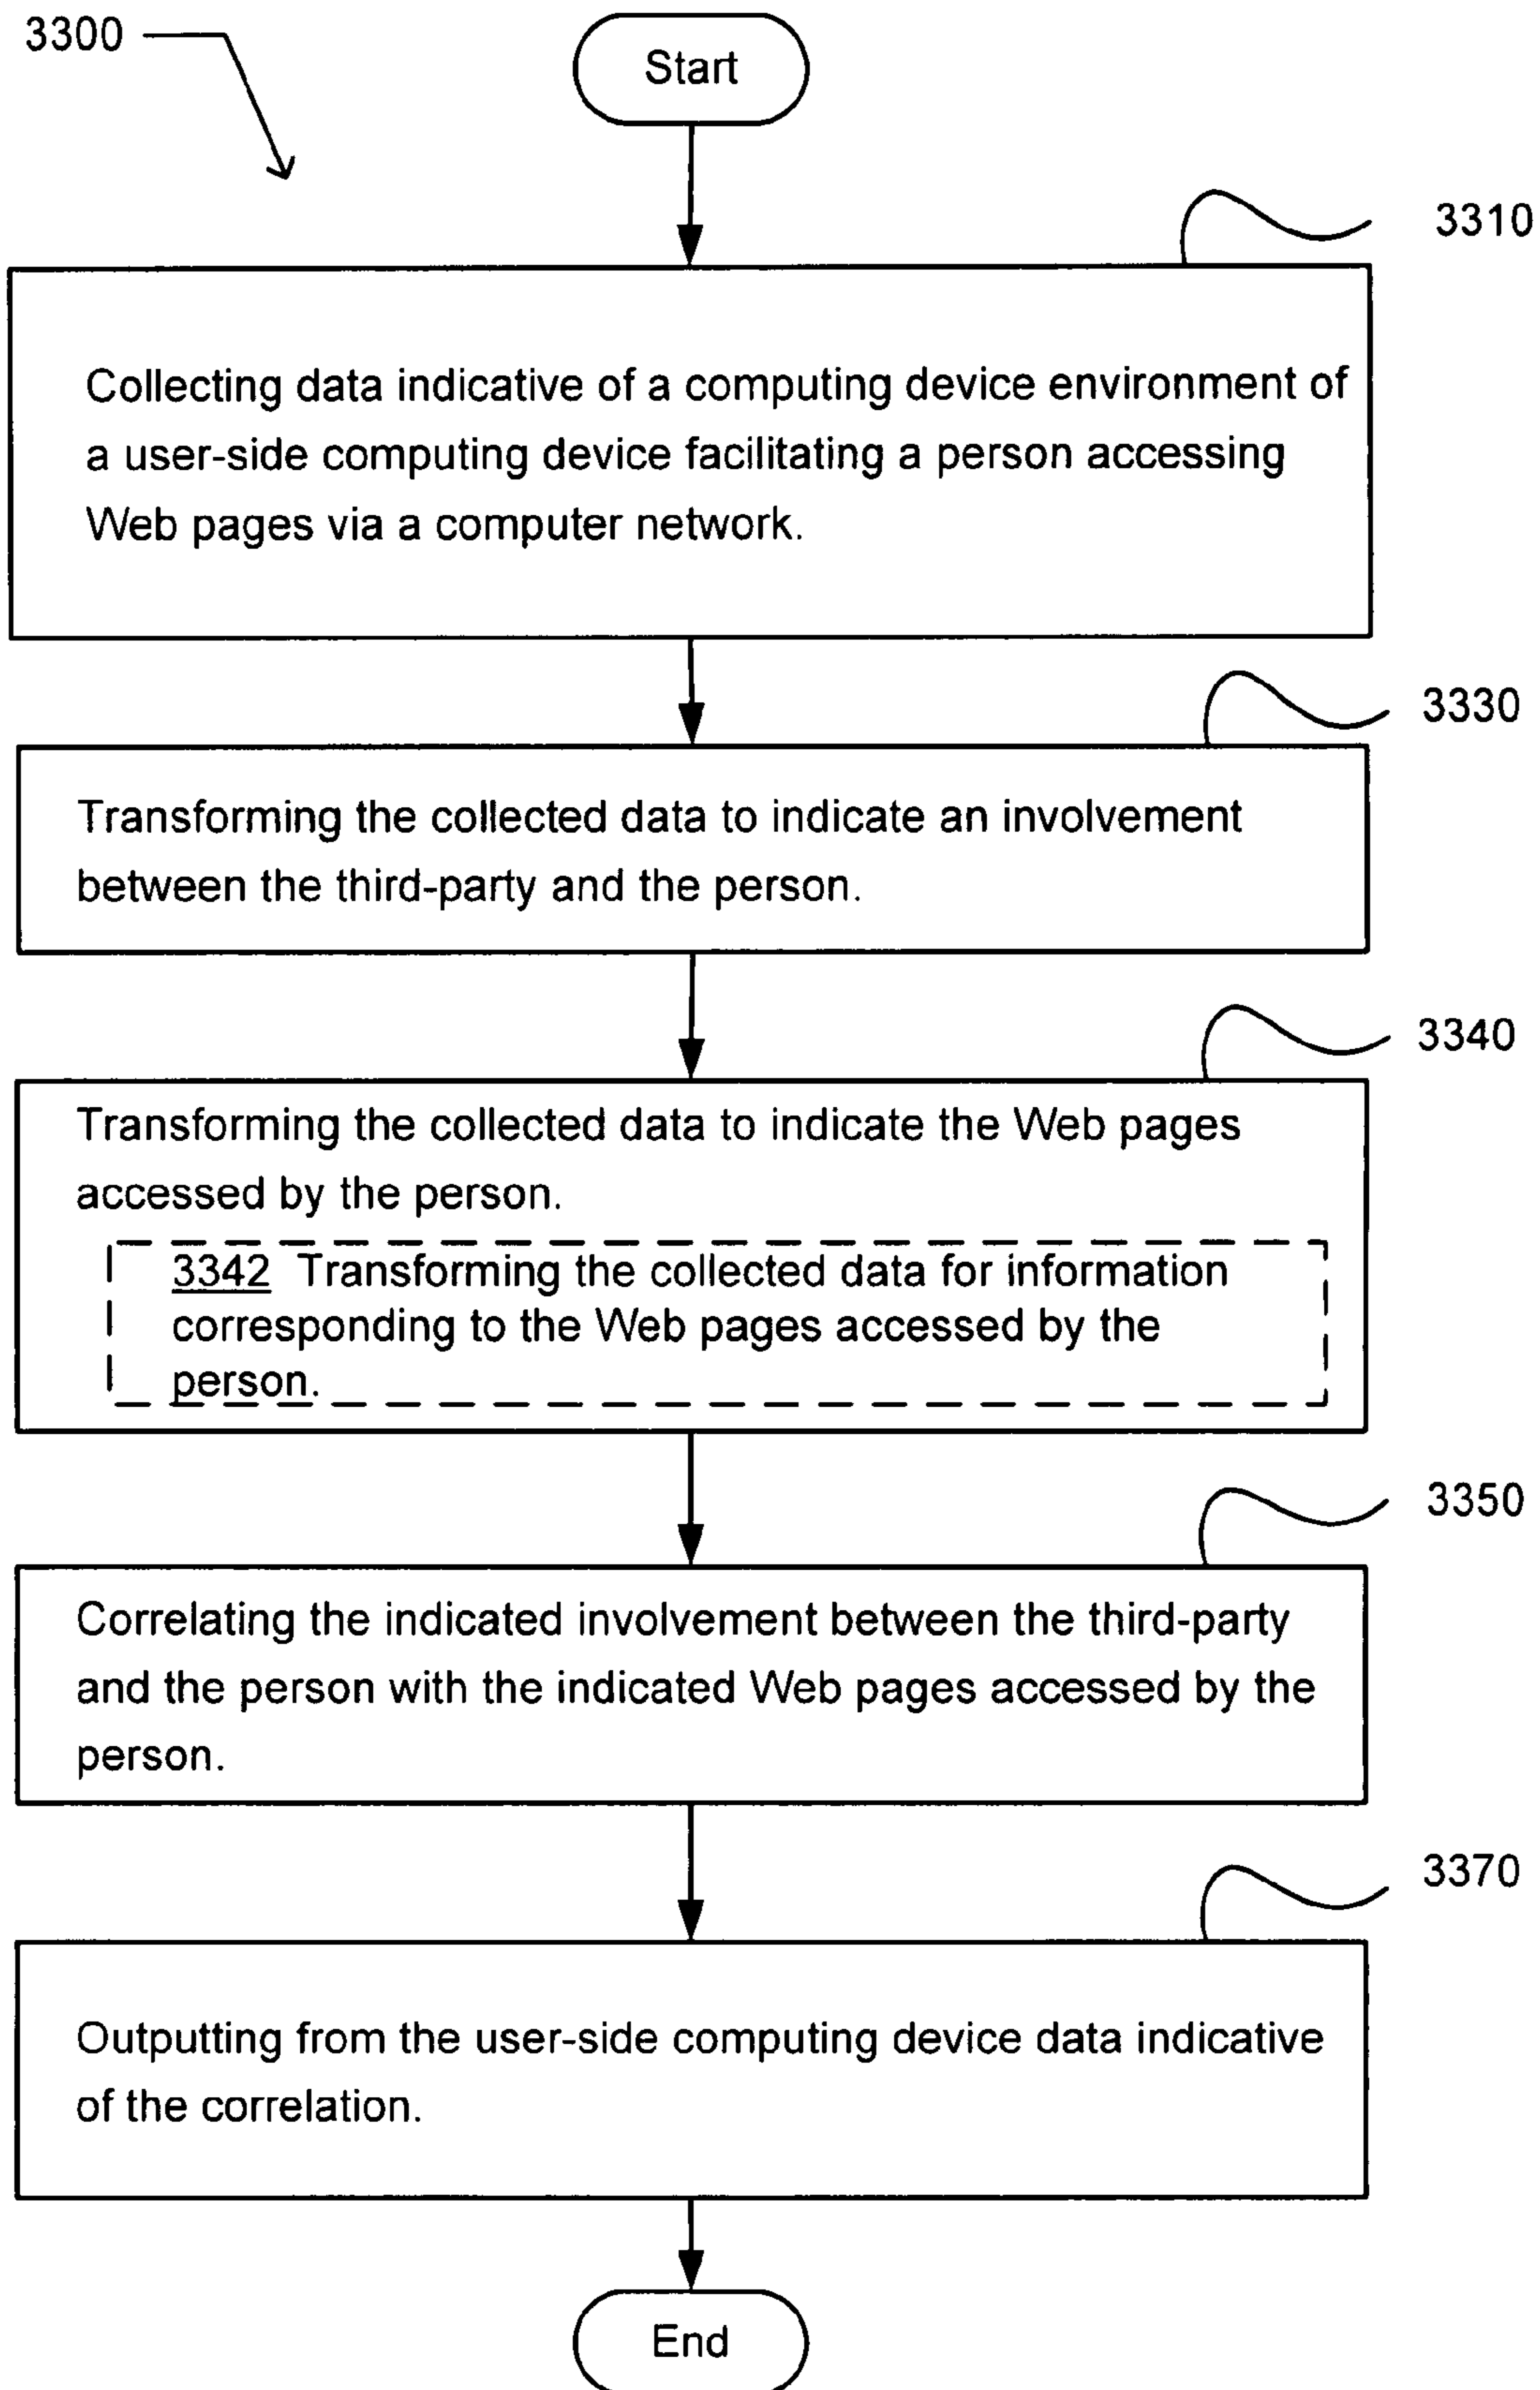 3300
Start
3310
Collecting data indicative of a computing device environment of
a user-side computing device facilitating a person accessing
Web pages via a computer network.
3330
Transforming the collected data to indicate an involvement
between the third-party and the person.
3340
Transforming the collected data to indicate the Web pages
accessed by the person.
3342 Transforming the collected data for information
corresponding to the Web pages accessed by the
person.
3350
Correlating the indicated involvement between the third-party
and the person with the indicated Web pages accessed by the
person.
3370
Outputting from the user-side computing device data indicative
of the correlation.
End